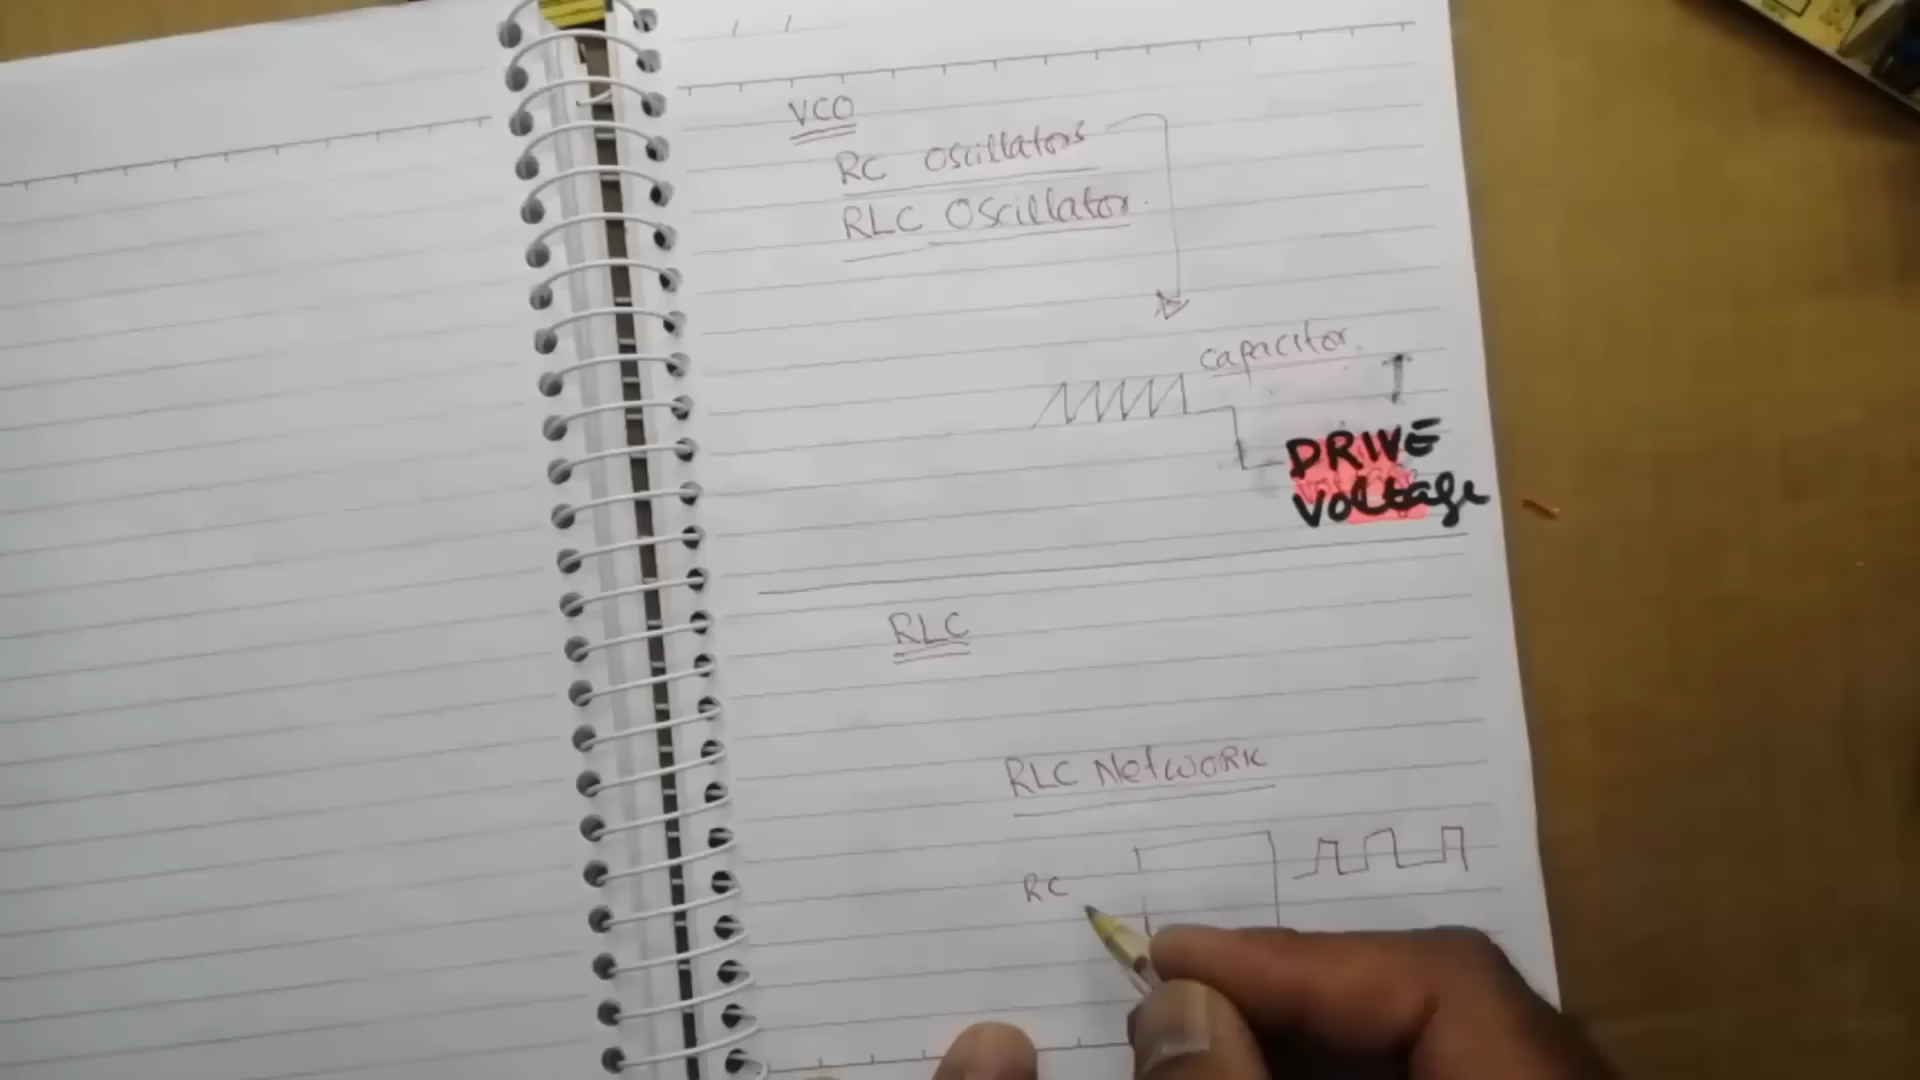 VCO
RC Oscillators
RLC Oscillator.
capacitor.
DRIVE
Voltage
RLC
RLC NetWORK
RC